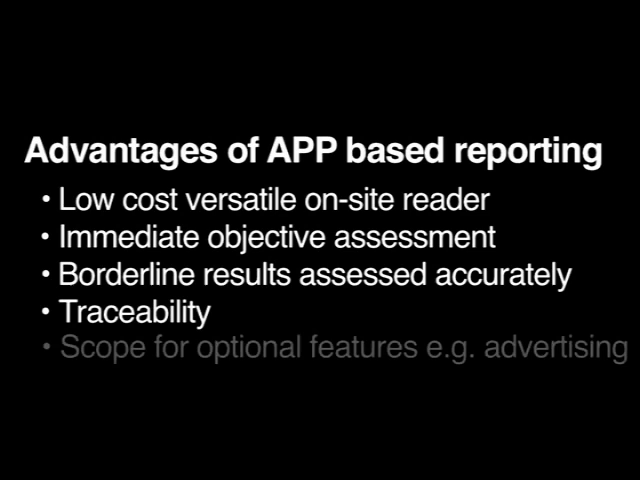 Advantages of APP based reporting
• Low cost versatile on-site reader
• Immediate objective assessment
• Borderline results assessed accurately
• Traceability
• Scope for optional features e.g. advertising